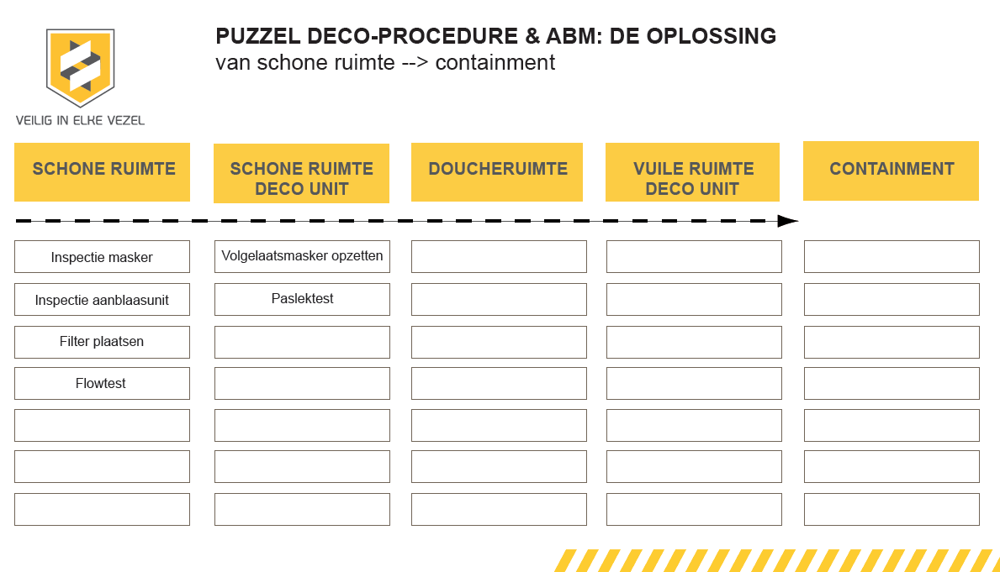 PUZZEL DECO-PROCEDURE & ABM: DE OPLOSSING
van schone ruimte --> containment
VEILIG IN ELKE VEZEL
SCHONE RUIMTE
SCHONE RUIMTE
DECO UNIT
DOUCHERUIMTE
VUILE RUIMTE
DECO UNIT
CONTAINMENT
Inspectie masker
Volgelaatsmasker opzetten
Inspectie aanblaasunit
Paslektest
Filter plaatsen
Flowtest